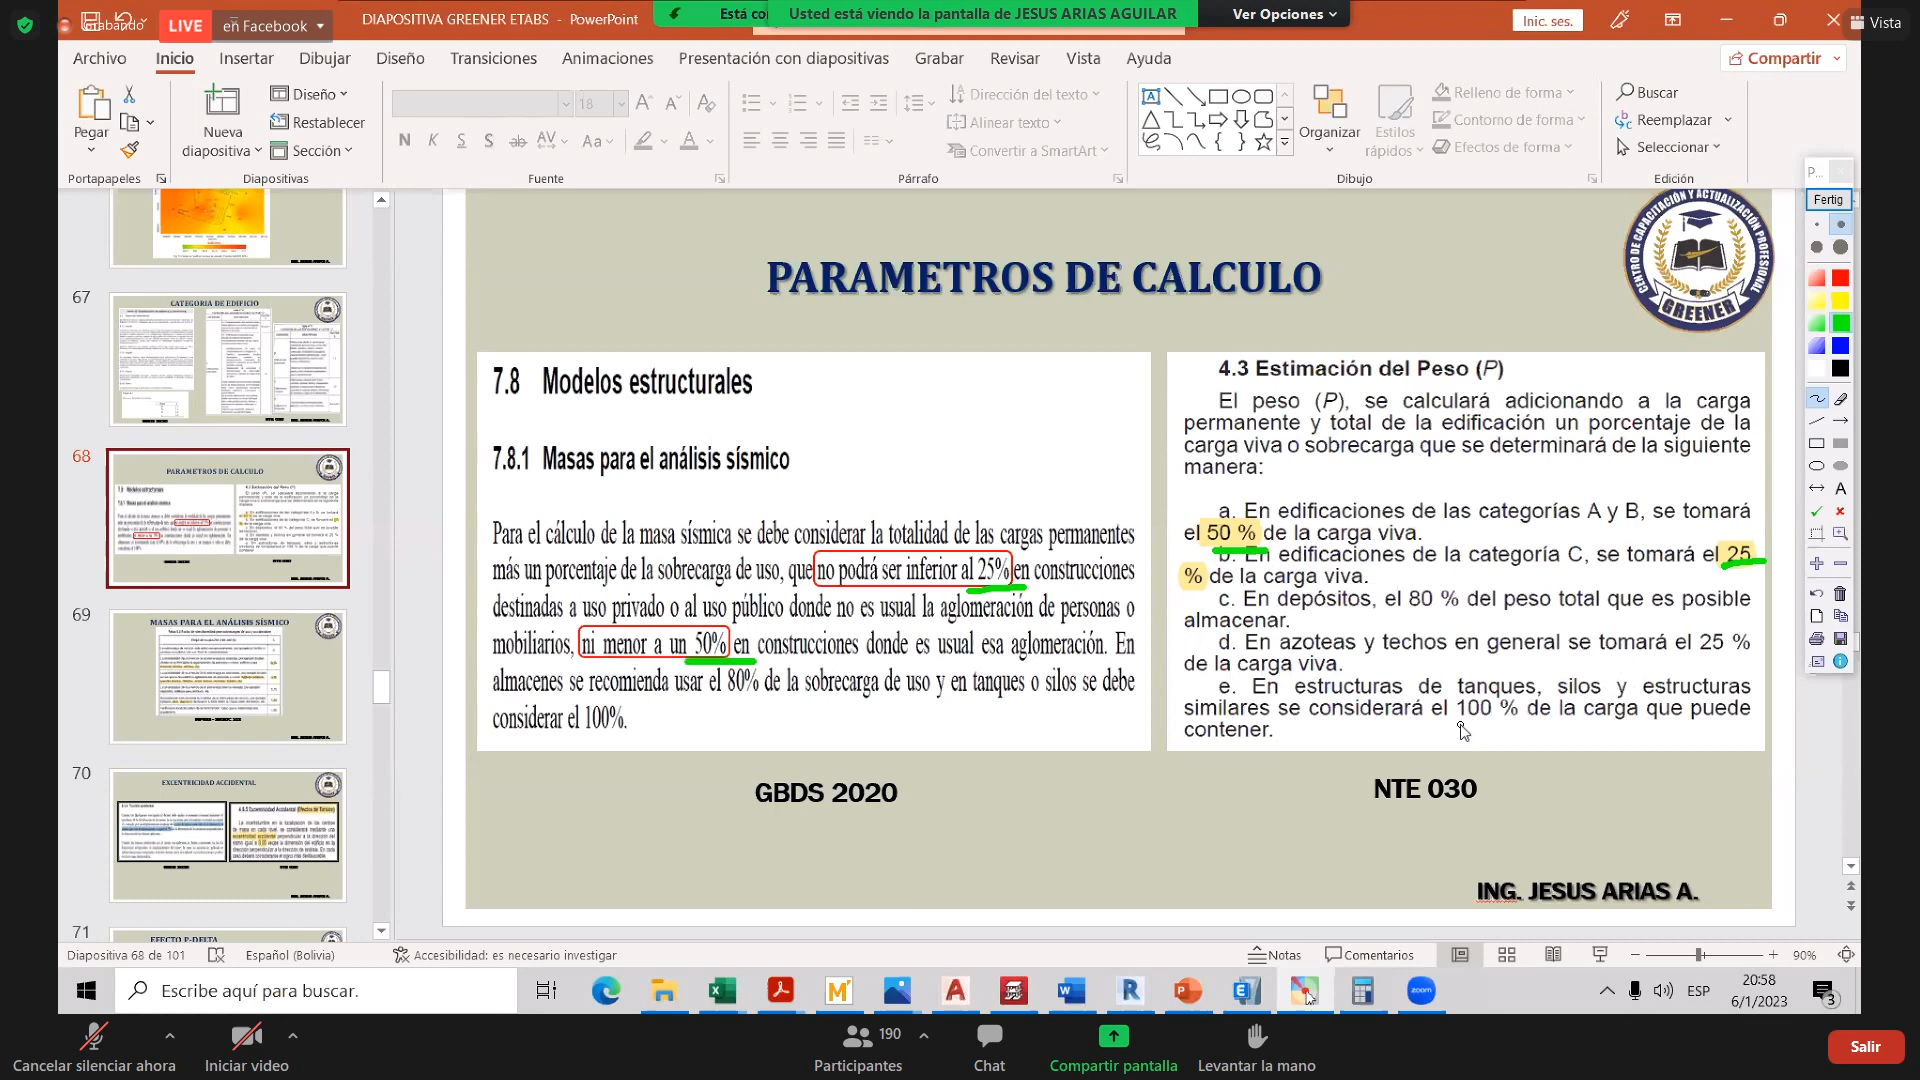 Grabando
LIVE
en Facebook
DIAPOSITIVA GREENER ETABS - PowerPoint
Está co
Usted está viendo la pantalla de JESUS ARIAS AGUILAR
Ver Opciones
Inic. ses.
Vista
Archivo
Inicio
Insertar
Dibujar
Diseño
Transiciones
Animaciones
Presentación con diapositivas
Grabar
Revisar
Vista
Ayuda
Compartir
Pegar
Nueva
diapositiva
Diseño
Restablecer
Sección
18
N K S S ab AV Aa A
Dirección del texto
Alinear texto
Convertir a SmartArt
Organizar
Estilos
rápidos
Relleno de forma
Contorno de forma
Efectos de forma
Buscar
Reemplazar
Seleccionar
Portapapeles
Diapositivas
Fuente
Párrafo
Dibujo
Edición
P...
Fertig
67
CATEGORIA DE EDIFICIO
68
PARAMETROS DE CALCULO
69
MASAS PARA EL ANÁLISIS SÍSMICO
70
EXCENTRICIDAD ACCIDENTAL
71
EFECTO P-DELTA
PARAMETROS DE CALCULO
CENTRO DE CAPACITACIÓN Y ACTUALIZACIÓN PROFESIONAL
GREENER
7.8 Modelos estructurales
7.8.1 Masas para el análisis sísmico
Para el cálculo de la masa sísmica se debe considerar la totalidad de las cargas permanentes
más un porcentaje de la sobrecarga de uso, que no podrá ser inferior al 25% en construcciones
destinadas a uso privado o al uso público donde no es usual la aglomeración de personas o
mobiliarios, ni menor a un 50% en construcciones donde es usual esa aglomeración. En
almacenes se recomienda usar el 80% de la sobrecarga de uso y en tanques o silos se debe
considerar el 100%.
GBDS 2020
4.3 Estimación del Peso (P)
El peso (P), se calculará adicionando a la carga
permanente y total de la edificación un porcentaje de la
carga viva o sobrecarga que se determinará de la siguiente
manera:
a. En edificaciones de las categorías A y B, se tomará
el 50 % de la carga viva.
b. En edificaciones de la categoría C, se tomará el 25
% de la carga viva.
c. En depósitos, el 80 % del peso total que es posible
almacenar.
d. En azoteas y techos en general se tomará el 25 %
de la carga viva.
e. En estructuras de tanques, silos y estructuras
similares se considerará el 100 % de la carga que puede
contener.
NTE 030
ING. JESUS ARIAS A.
Diapositiva 68 de 101
Español (Bolivia)
Accesibilidad: es necesario investigar
Notas
Comentarios
90%
Escribe aquí para buscar.
ESP
20:58
6/1/2023
3
Cancelar silenciar ahora
Iniciar video
190
Participantes
Chat
Compartir pantalla
Levantar la mano
Salir